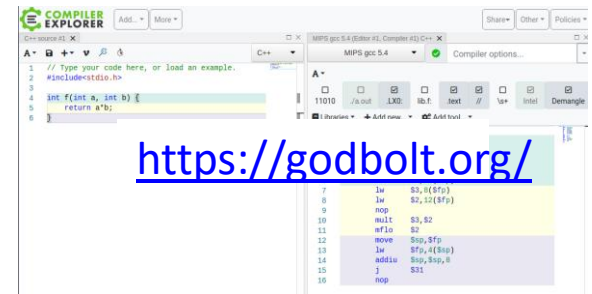 COMPILER
EXPLORER
Add... More
Share Other Policies
C++ source #1 X
MIPS gcc 5.4 (Editor #1, Compiler #1) C++ X
A C++
MIPS gcc 5.4 Compiler options...
A
11010 ./a.out .LX0: lib.f: .text // \s+ Intel Demangle
Libraries + Add new... Add tool...
1 // Type your code here, or load an example.
2 #include<stdio.h>
3
4 int f(int a, int b) {
5 return a*b;
6 }
https://godbolt.org/
7 lw $3,8($fp)
8 lw $2,12($fp)
9 nop
10 mult $3,$2
11 mflo $2
12 move $sp,$fp
13 lw $fp,4($sp)
14 addiu $sp,$sp,8
15 j $31
16 nop